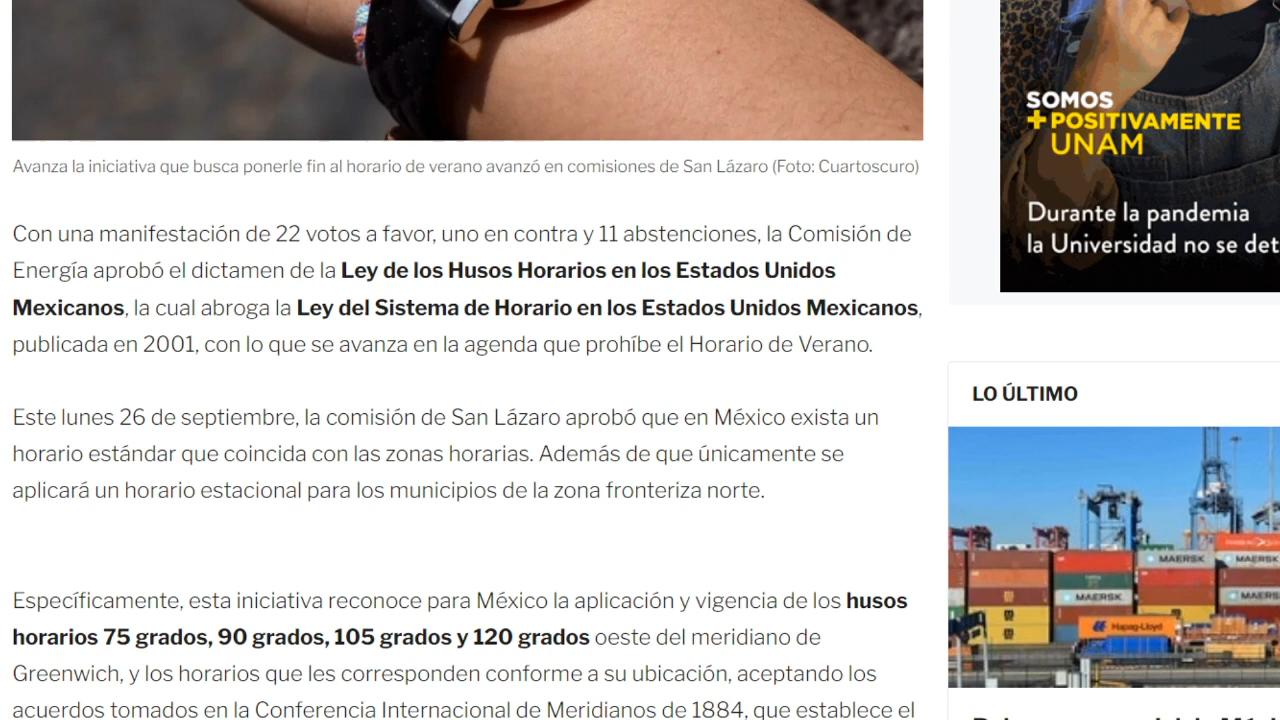 Avanza la iniciativa que busca ponerle fin al horario de verano avanzó en comisiones de San Lázaro (Foto: Cuartoscuro)
Con una manifestación de 22 votos a favor, uno en contra y 11 abstenciones, la Comisión de
Energía aprobó el dictamen de la Ley de los Husos Horarios en los Estados Unidos
Mexicanos, la cual abroga la Ley del Sistema de Horario en los Estados Unidos Mexicanos,
publicada en 2001, con lo que se avanza en la agenda que prohíbe el Horario de Verano.
Este lunes 26 de septiembre, la comisión de San Lázaro aprobó que en México exista un
horario estándar que coincida con las zonas horarias. Además de que únicamente se
aplicará un horario estacional para los municipios de la zona fronteriza norte.
Específicamente, esta iniciativa reconoce para México la aplicación y vigencia de los husos
horarios 75 grados, 90 grados, 105 grados y 120 grados oeste del meridiano de
Greenwich, y los horarios que les corresponden conforme a su ubicación, aceptando los
acuerdos tomados en la Conferencia Internacional de Meridianos de 1884, que establece el
SOMOS
+POSITIVAMENTE
UNAM
Durante la pandemia
la Universidad no se det
LO ÚLTIMO
MAERSK
MAERSK
MAERSK
MAERSK
Hapag-Lloyd